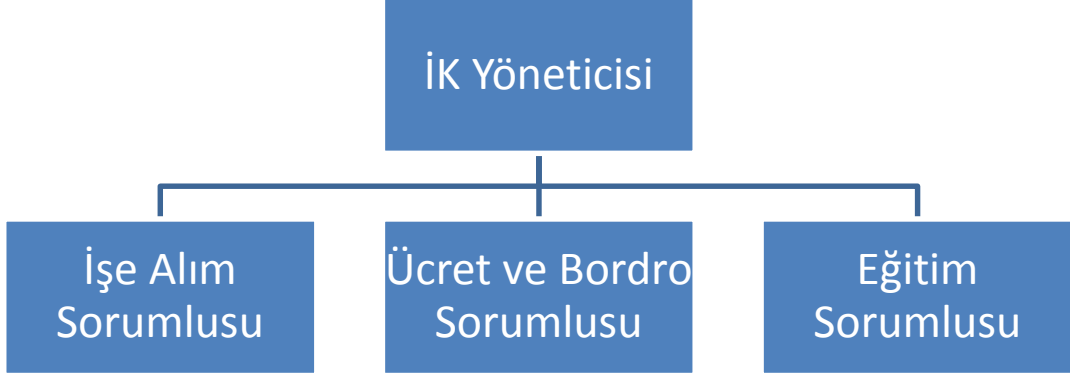 İK Yöneticisi
İşe Alım
Sorumlusu
Ücret ve Bordro
Sorumlusu
Eğitim
Sorumlusu